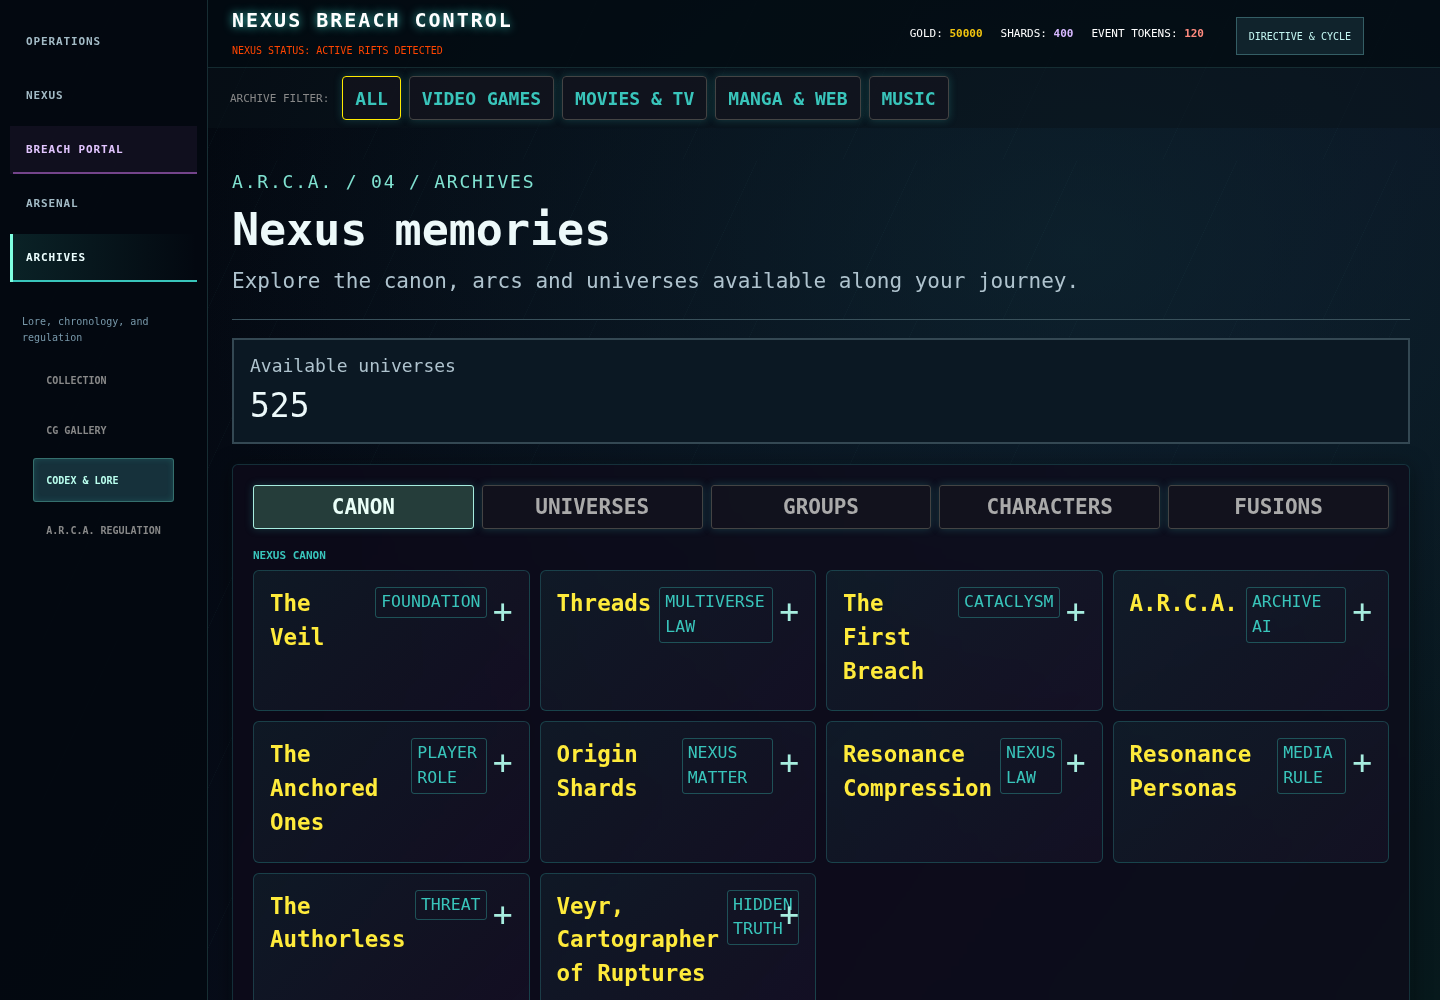 OPERATIONS
NEXUS
BREACH PORTAL
ARSENAL
ARCHIVES
Lore, chronology, and
regulation
COLLECTION
CG GALLERY
CODEX & LORE
A.R.C.A. REGULATION
NEXUS BREACH CONTROL
NEXUS STATUS: ACTIVE RIFTS DETECTED
GOLD: 50000 SHARDS: 400 EVENT TOKENS: 120
DIRECTIVE & CYCLE
ARCHIVE FILTER: ALL VIDEO GAMES MOVIES & TV MANGA & WEB MUSIC
A.R.C.A. / 04 / ARCHIVES
Nexus memories
Explore the canon, arcs and universes available along your journey.
Available universes
525
CANON UNIVERSES GROUPS CHARACTERS FUSIONS
NEXUS CANON
The
Veil
FOUNDATION
+
Threads
MULTIVERSE
LAW
+
The
First
Breach
CATACLYSM
+
A.R.C.A.
ARCHIVE
AI
+
The
Anchored
Ones
PLAYER
ROLE
+
Origin
Shards
NEXUS
MATTER
+
Resonance
Compression
NEXUS
LAW
+
Resonance
Personas
MEDIA
RULE
+
The
Authorless
THREAT
+
Veyr,
Cartographer
of Ruptures
HIDDEN
TRUTH
+